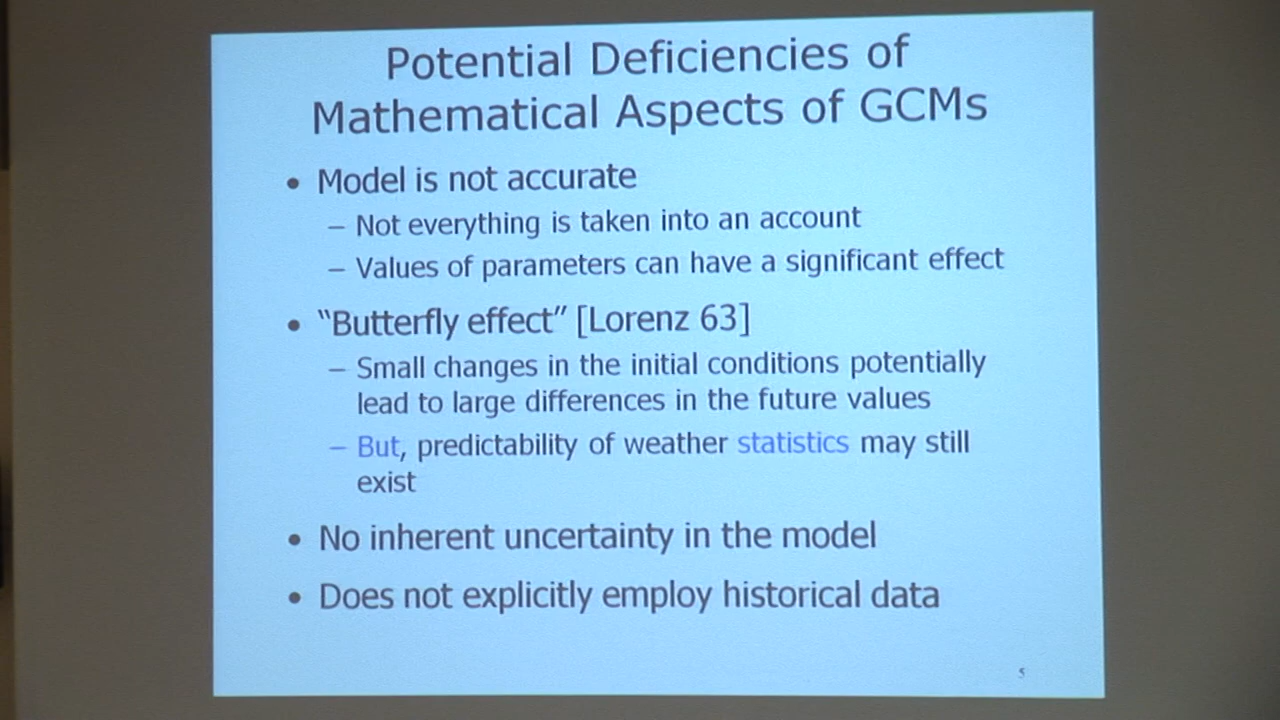 Potential Deficiencies of
Mathematical Aspects of GCMs
• Model is not accurate
– Not everything is taken into an account
– Values of parameters can have a significant effect
• “Butterfly effect” [Lorenz 63]
– Small changes in the initial conditions potentially
lead to large differences in the future values
– But, predictability of weather statistics may still
exist
• No inherent uncertainty in the model
• Does not explicitly employ historical data
5